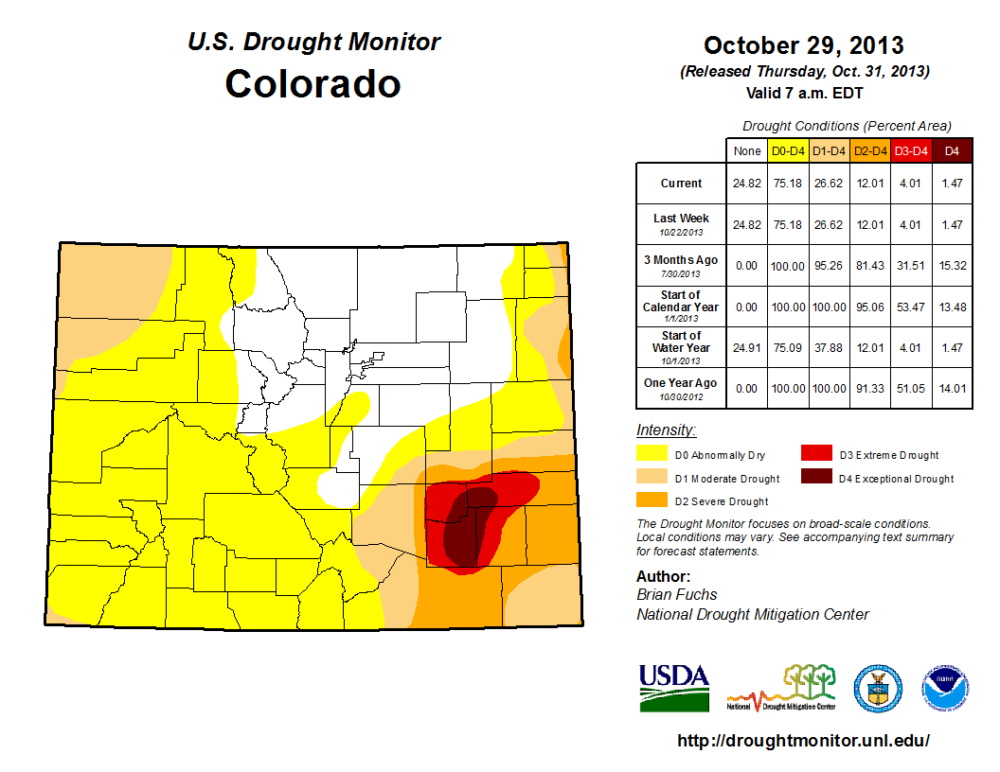 U.S. Drought Monitor
Colorado
October 29, 2013
(Released Thursday, Oct. 31, 2013)
Valid 7 a.m. EDT
Drought Conditions (Percent Area)
None D0-D4 D1-D4 D2-D4 D3-D4 D4
Current 24.82 75.18 26.62 12.01 4.01 1.47
Last Week
10/22/2013 24.82 75.18 26.62 12.01 4.01 1.47
3 Months Ago
7/30/2013 0.00 100.00 95.26 81.43 31.51 15.32
Start of
Calendar Year
1/1/2013 0.00 100.00 100.00 95.06 53.47 13.48
Start of
Water Year
10/1/2013 24.91 75.09 37.88 12.01 4.01 1.47
One Year Ago
10/30/2012 0.00 100.00 100.00 91.33 51.05 14.01
Intensity:
D0 Abnormally Dry
D1 Moderate Drought
D2 Severe Drought
D3 Extreme Drought
D4 Exceptional Drought
The Drought Monitor focuses on broad-scale conditions.
Local conditions may vary. See accompanying text summary
for forecast statements.
Author:
Brian Fuchs
National Drought Mitigation Center
USDA
National Drought Mitigation Center
NOAA
http://droughtmonitor.unl.edu/